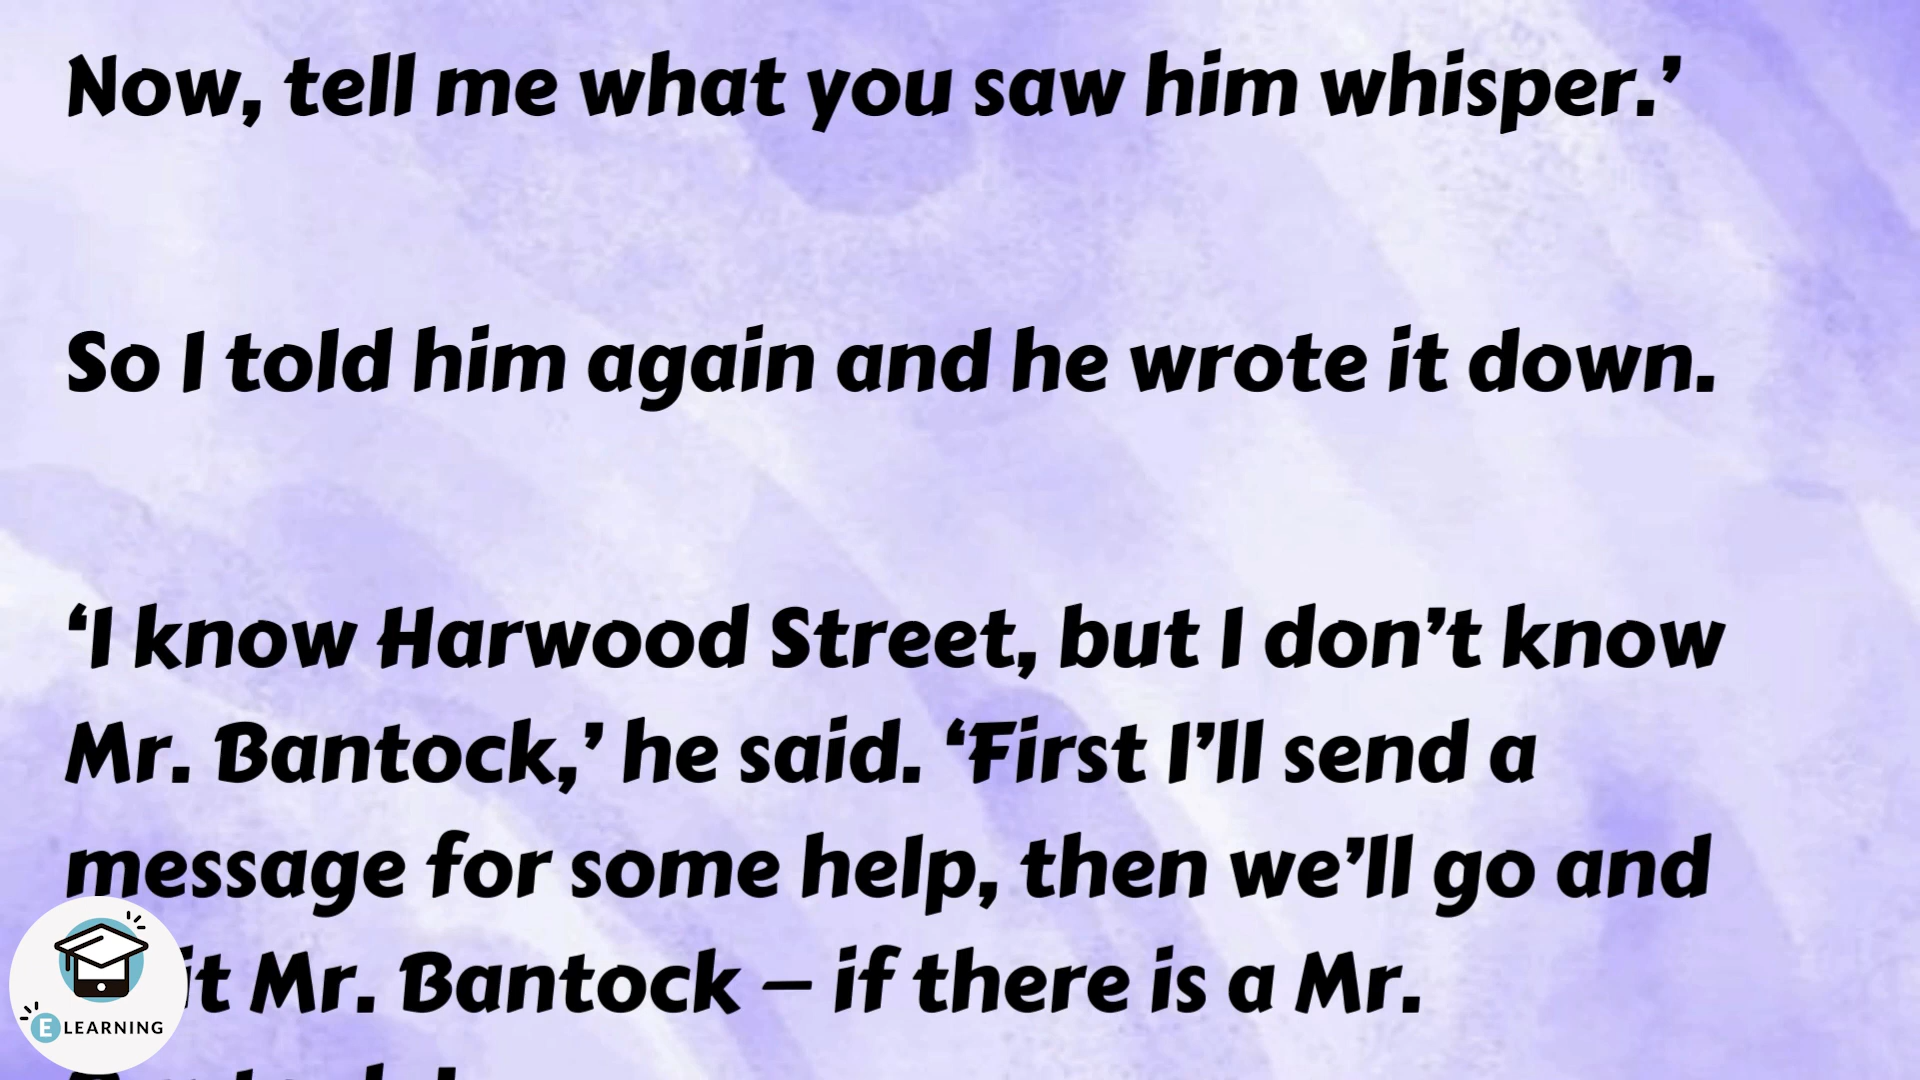 Now, tell me what you saw him whisper.’
So I told him again and he wrote it down.
‘I know Harwood Street, but I don’t know
Mr. Bantock,’ he said. ‘First I’ll send a
message for some help, then we’ll go and
Mr. Bantock – if there is a Mr.
E LEARNING